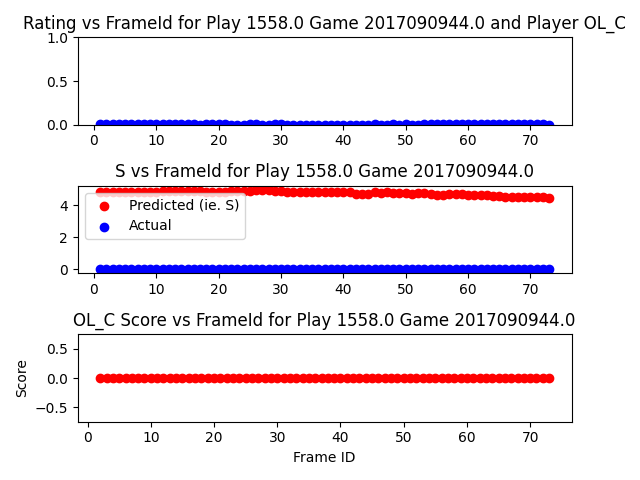 Rating vs FrameId for Play 1558.0 Game 2017090944.0 and Player OL_C
1.0
0.5
0.0
0 10 20 30 40 50 60 70
S vs FrameId for Play 1558.0 Game 2017090944.0
4
2
0
Predicted (ie. S)
Actual
0 10 20 30 40 50 60 70
OL_C Score vs FrameId for Play 1558.0 Game 2017090944.0
Score
0.5
0.0
−0.5
0 10 20 30 40 50 60 70
Frame ID